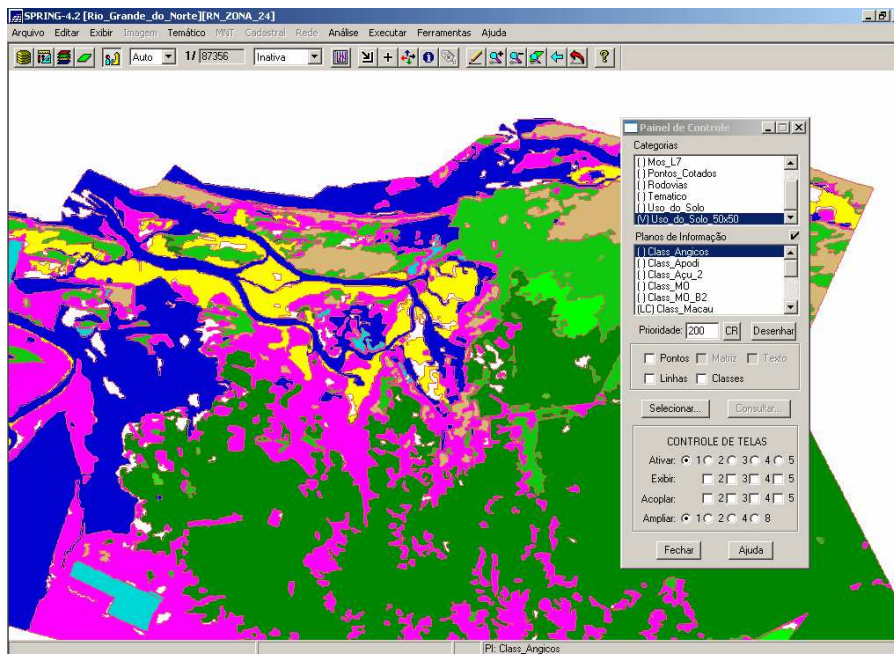 SPRING-4.2 [Rio_Grande_do_Norte][RN_ZONA_24]
Arquivo Editar Exibir Imagem Temático MNT Cadastral Rede Análise Executar Ferramentas Ajuda
Auto 1/ 87356 Inativa
Painel de Controle
Categorias
( ) Mos_L7
( ) Pontos_Cotados
( ) Rodovias
( ) Tematico
( ) Uso_do_Solo
(V) Uso_do_Solo_50x50
Planos de Informação
( ) Class_Angicos
( ) Class_Apodi
( ) Class_Açu_2
( ) Class_MO
( ) Class_MO_B2
(LC) Class_Macau
Prioridade: 200 CR Desenhar
Pontos Matriz Texto
Linhas Classes
Selecionar... Consultar...
CONTROLE DE TELAS
Ativar: 1 2 3 4 5
Exibir: 2 3 4 5
Acoplar: 2 3 4 5
Ampliar: 1 2 4 8
Fechar Ajuda
PI: Class_Angicos